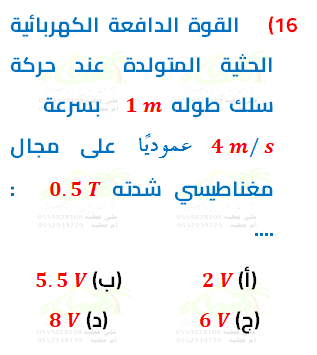 16) القوة الدافعة الكهربائية
الحثية المتولدة عند حركة
سلك طوله 1 m بسرعة
4 m/s عموديًا على مجال
مغناطيسي شدته 0.5 T :
....
(أ) 2 V (ب) 5.5 V
(ج) 6 V (د) 8 V